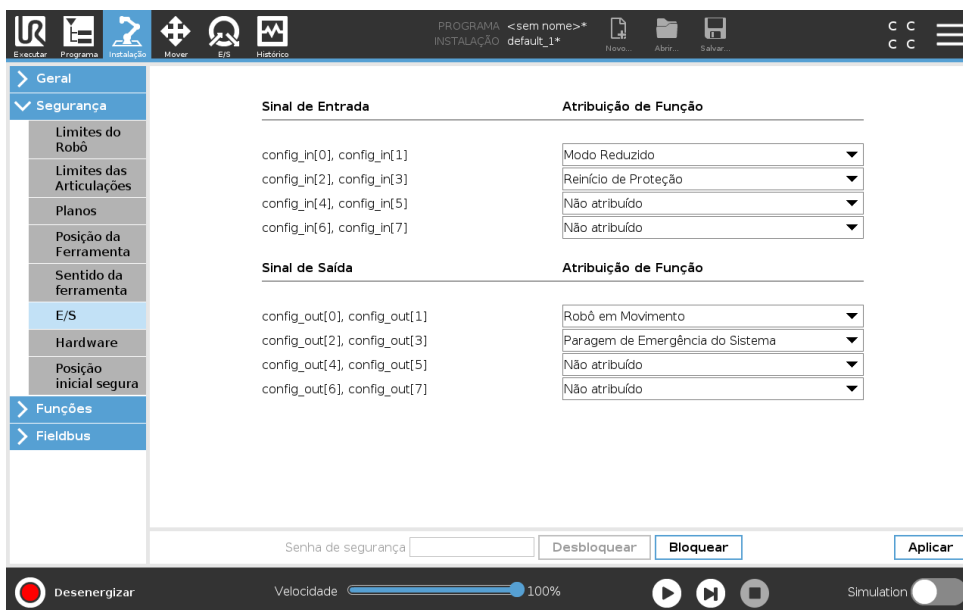 PROGRAMA <sem nome>*
INSTALAÇÃO default_1*
Executar Programa Instalação Mover E/S Histórico
Novo... Abrir... Salvar...
C C
C C
Geral
Segurança
Limites do
Robô
Limites das
Articulações
Planos
Posição da
Ferramenta
Sentido da
ferramenta
E/S
Hardware
Posição
inicial segura
Funções
Fieldbus
Sinal de Entrada Atribuição de Função
config_in[0], config_in[1] Modo Reduzido
config_in[2], config_in[3] Reinício de Proteção
config_in[4], config_in[5] Não atribuído
config_in[6], config_in[7] Não atribuído
Sinal de Saída Atribuição de Função
config_out[0], config_out[1] Robô em Movimento
config_out[2], config_out[3] Paragem de Emergência do Sistema
config_out[4], config_out[5] Não atribuído
config_out[6], config_out[7] Não atribuído
Senha de segurança Desbloquear Bloquear Aplicar
Desenergizar Velocidade 100% Simulation